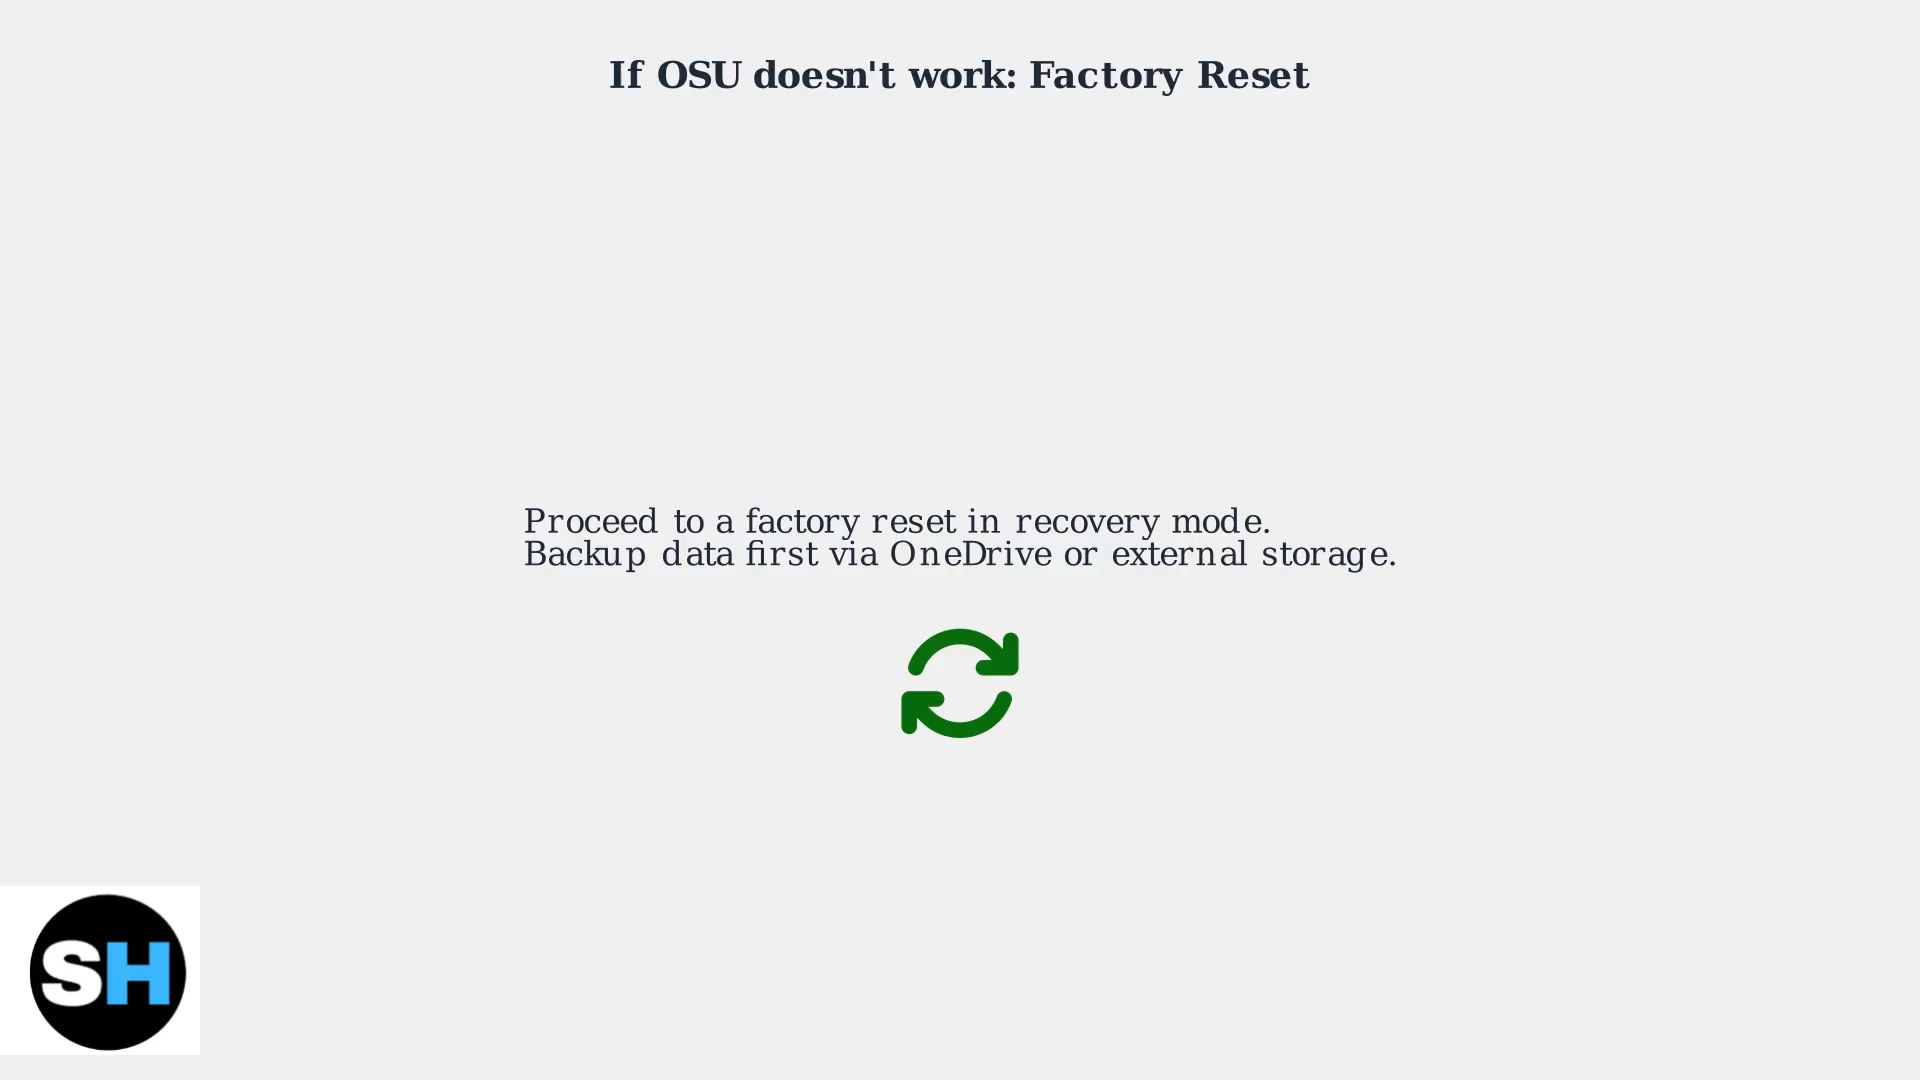 If OSU doesn't work: Factory Reset
Proceed to a factory reset in recovery mode.
Backup data first via OneDrive or external storage.
SH